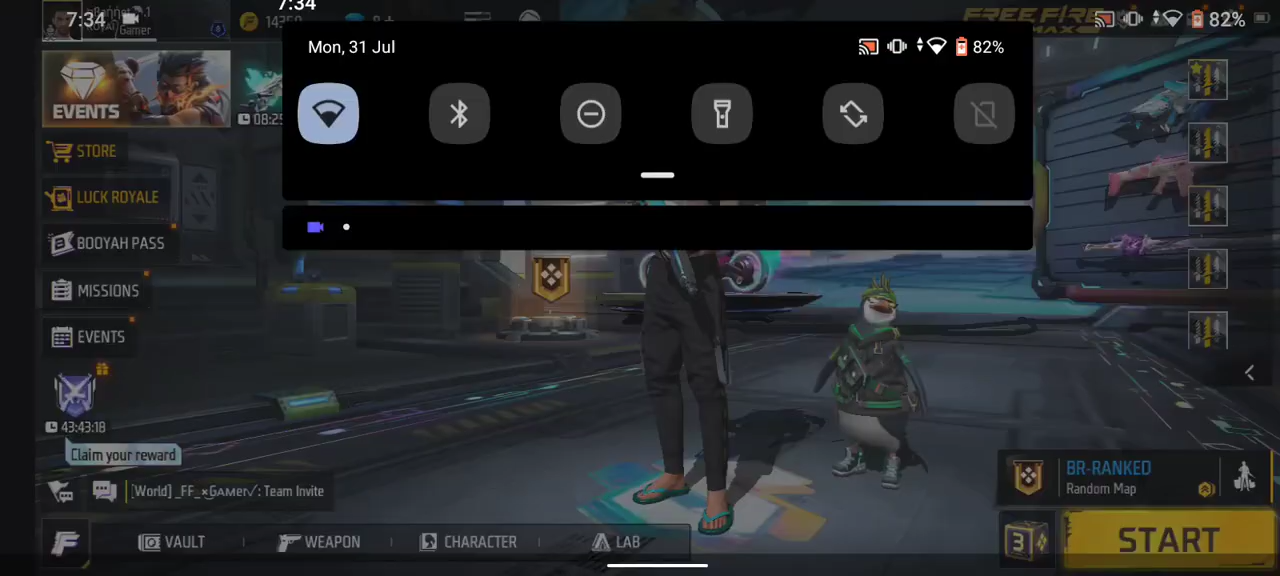 7:34
7:34
FREE FIRE
MAX
82%
Gamer
Mon, 31 Jul
82%
EVENTS
STORE
LUCK ROYALE
BOOYAH PASS
MISSIONS
EVENTS
43:43:18
Claim your reward
[World] _FF_×GAMER✓: Team Invite
BR-RANKED
Random Map
VAULT
WEAPON
CHARACTER
LAB
3
START